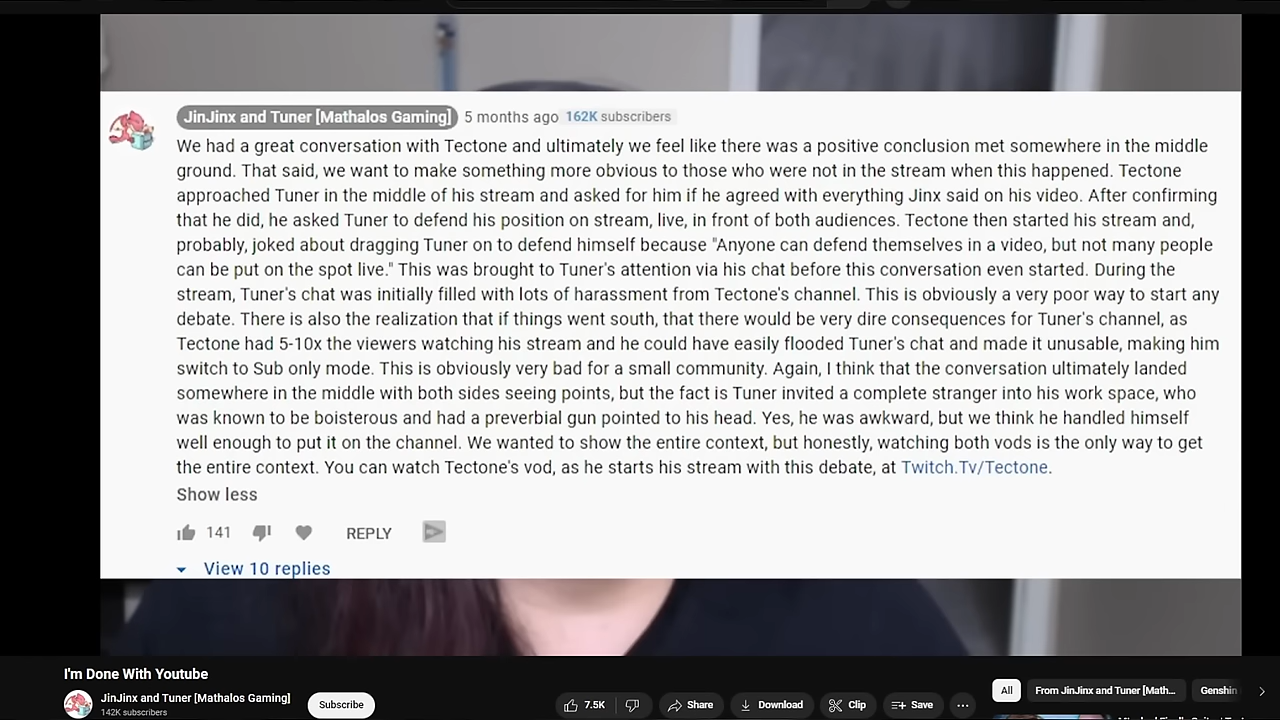 JinJinx and Tuner [Mathalos Gaming] 5 months ago 162K subscribers
We had a great conversation with Tectone and ultimately we feel like there was a positive conclusion met somewhere in the middle
ground. That said, we want to make something more obvious to those who were not in the stream when this happened. Tectone
approached Tuner in the middle of his stream and asked for him if he agreed with everything Jinx said on his video. After confirming
that he did, he asked Tuner to defend his position on stream, live, in front of both audiences. Tectone then started his stream and,
probably, joked about dragging Tuner on to defend himself because "Anyone can defend themselves in a video, but not many people
can be put on the spot live." This was brought to Tuner's attention via his chat before this conversation even started. During the
stream, Tuner's chat was initially filled with lots of harassment from Tectone's channel. This is obviously a very poor way to start any
debate. There is also the realization that if things went south, that there would be very dire consequences for Tuner's channel, as
Tectone had 5-10x the viewers watching his stream and he could have easily flooded Tuner's chat and made it unusable, making him
switch to Sub only mode. This is obviously very bad for a small community. Again, I think that the conversation ultimately landed
somewhere in the middle with both sides seeing points, but the fact is Tuner invited a complete stranger into his work space, who
was known to be boisterous and had a preverbial gun pointed to his head. Yes, he was awkward, but we think he handled himself
well enough to put it on the channel. We wanted to show the entire context, but honestly, watching both vods is the only way to get
the entire context. You can watch Tectone's vod, as he starts his stream with this debate, at Twitch.Tv/Tectone.
Show less
141 REPLY
View 10 replies
I'm Done With Youtube
JinJinx and Tuner [Mathalos Gaming]
142K subscribers
Subscribe
7.5K Share Download Clip Save ...
All From JinJinx and Tuner [Math... Genshin